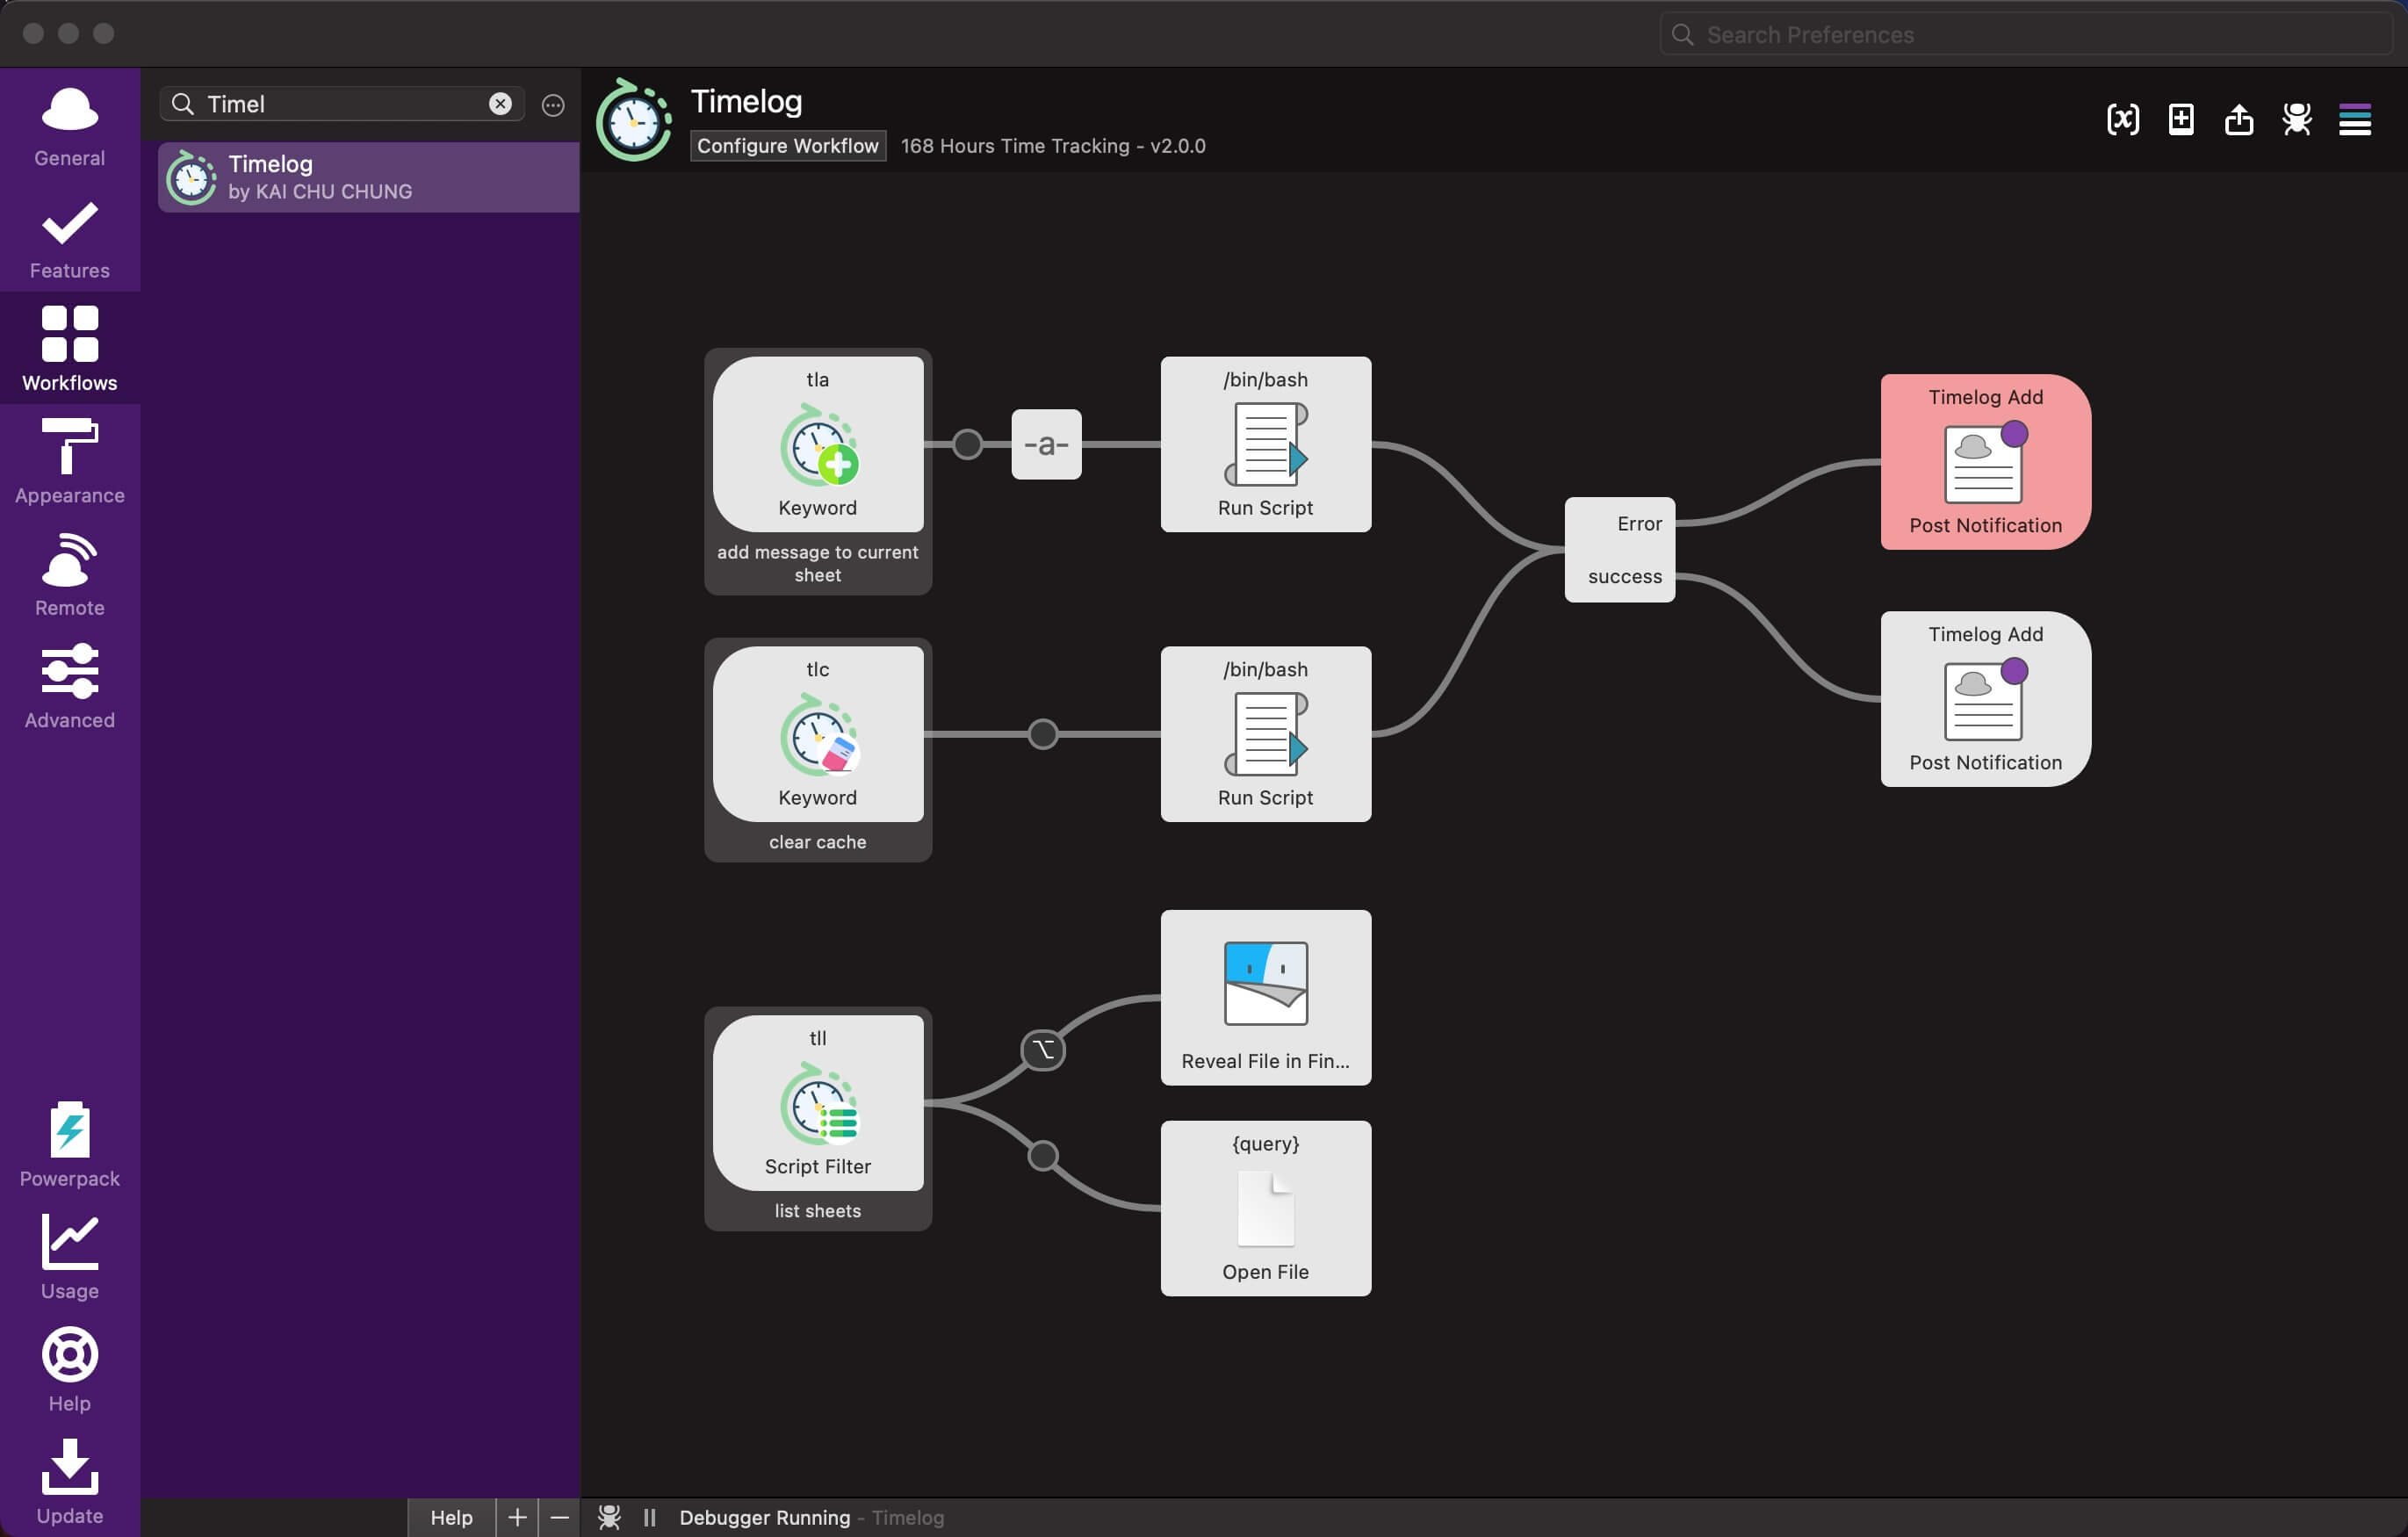 Search Preferences
General
Features
Workflows
Appearance
Remote
Advanced
Powerpack
Usage
Help
Update
Timel
Timelog
by KAI CHU CHUNG
Help
Timelog
Configure Workflow 168 Hours Time Tracking - v2.0.0
tla
Keyword
add message to current
sheet
-a-
/bin/bash
Run Script
Error
success
Timelog Add
Post Notification
tlc
Keyword
clear cache
/bin/bash
Run Script
Timelog Add
Post Notification
tll
Script Filter
list sheets
Reveal File in Fin...
{query}
Open File
Debugger Running - Timelog